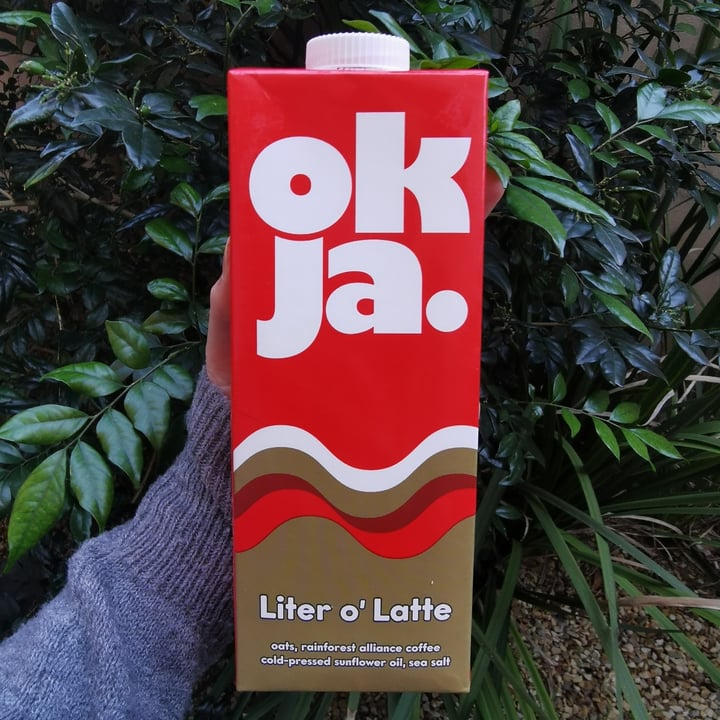 ok
ja.
Liter o' Latte
oats, rainforest alliance coffee
cold-pressed sunflower oil, sea salt